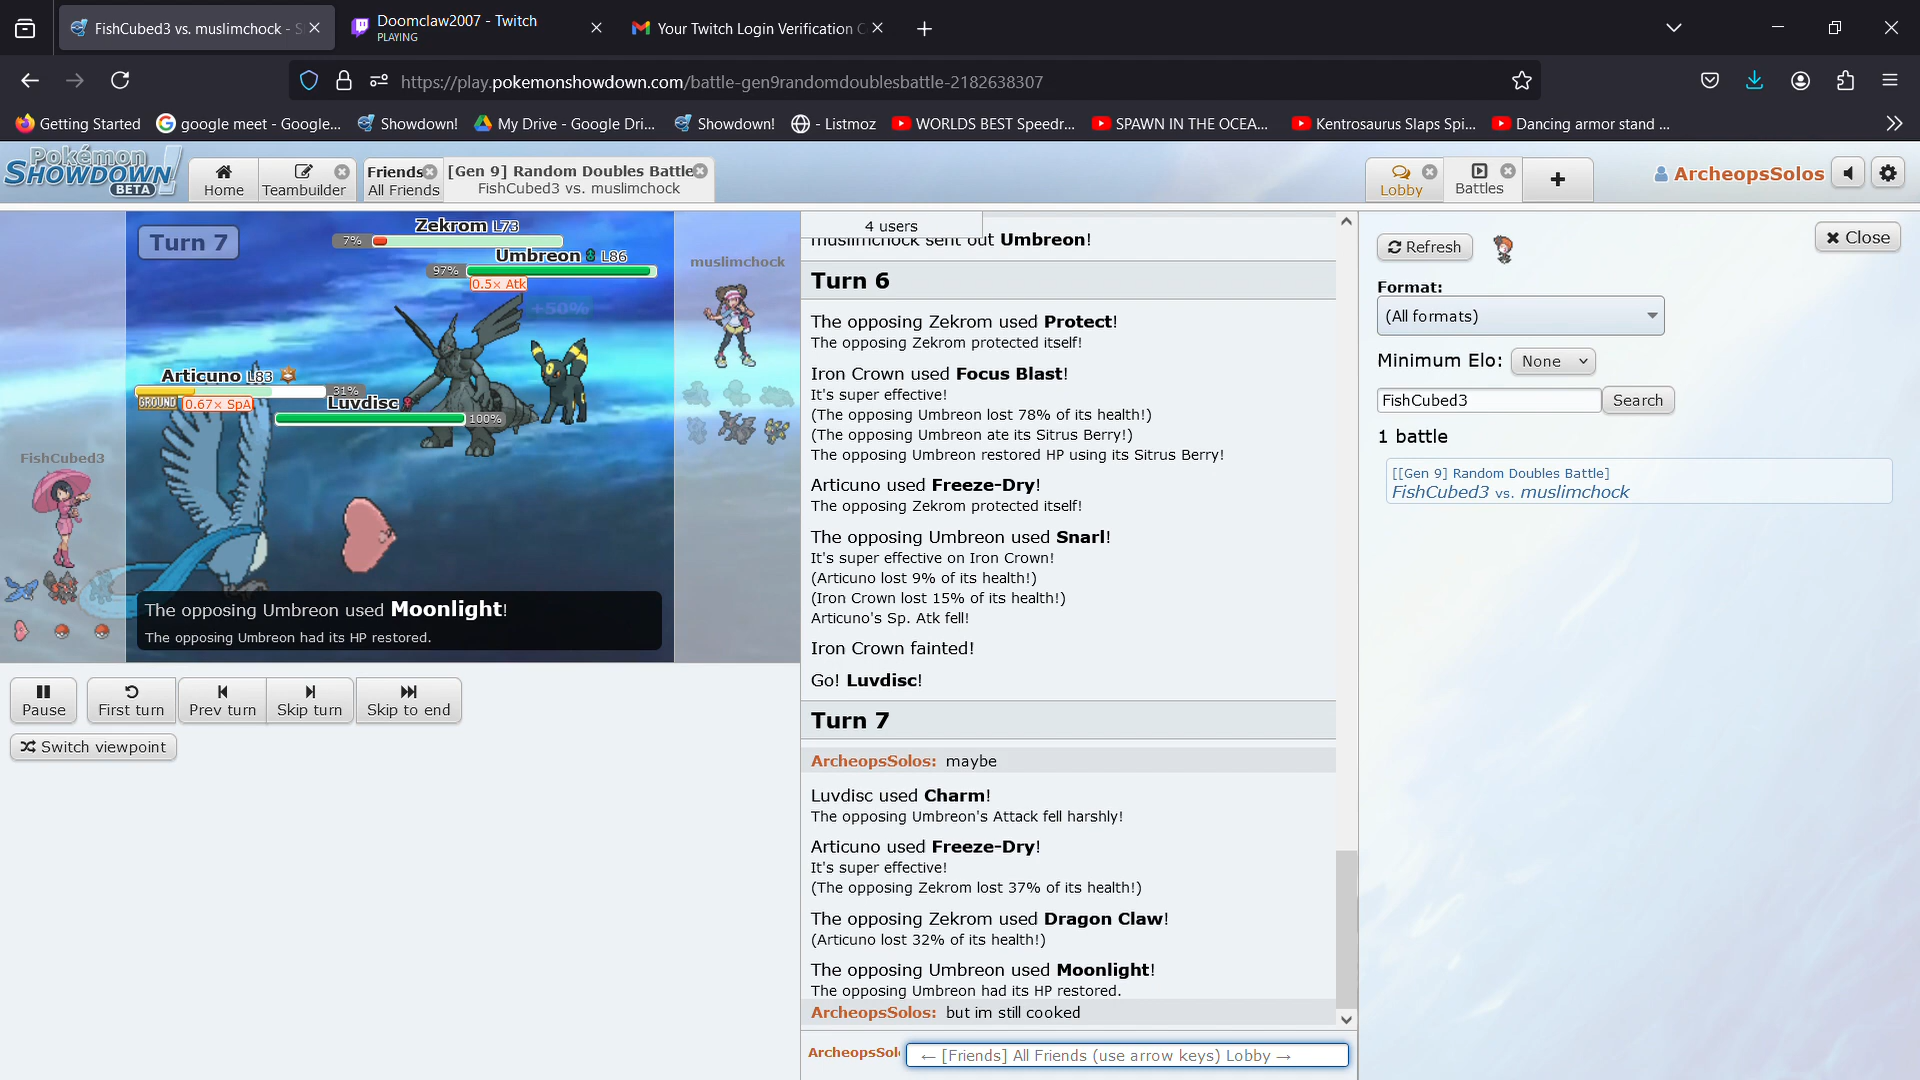 FishCubed3 vs. muslimchock - S
Doomclaw2007 - Twitch
PLAYING
Your Twitch Login Verification C
https://play.pokemonshowdown.com/battle-gen9randomdoublesbattle-2182638307
Getting Started
google meet - Google...
Showdown!
My Drive - Google Dri...
Showdown!
- Listmoz
WORLDS BEST Speedr...
SPAWN IN THE OCEA...
Kentrosaurus Slaps Spi...
Dancing armor stand ...
Pokémon
SHOWDOWN!
BETA
Home
Teambuilder
Friends
All Friends
[Gen 9] Random Doubles Battle
FishCubed3 vs. muslimchock
Lobby
Battles
ArcheopsSolos
Turn 7
Zekrom L73
7%
Umbreon L86
97%
0.5× Atk
+50%
muslimchock
Articuno L83
31%
GROUND
0.67× SpA
Luvdisc
100%
FishCubed3
The opposing Umbreon used Moonlight!
The opposing Umbreon had its HP restored.
Pause
First turn
Prev turn
Skip turn
Skip to end
Switch viewpoint
4 users
muslimchock sent out Umbreon!
Turn 6
The opposing Zekrom used Protect!
The opposing Zekrom protected itself!
Iron Crown used Focus Blast!
It's super effective!
(The opposing Umbreon lost 78% of its health!)
(The opposing Umbreon ate its Sitrus Berry!)
The opposing Umbreon restored HP using its Sitrus Berry!
Articuno used Freeze-Dry!
The opposing Zekrom protected itself!
The opposing Umbreon used Snarl!
It's super effective on Iron Crown!
(Articuno lost 9% of its health!)
(Iron Crown lost 15% of its health!)
Articuno's Sp. Atk fell!
Iron Crown fainted!
Go! Luvdisc!
Turn 7
ArcheopsSolos: maybe
Luvdisc used Charm!
The opposing Umbreon's Attack fell harshly!
Articuno used Freeze-Dry!
It's super effective!
(The opposing Zekrom lost 37% of its health!)
The opposing Zekrom used Dragon Claw!
(Articuno lost 32% of its health!)
The opposing Umbreon used Moonlight!
The opposing Umbreon had its HP restored.
ArcheopsSolos: but im still cooked
ArcheopsSol
← [Friends] All Friends (use arrow keys) Lobby →
Refresh
Close
Format:
(All formats)
Minimum Elo: None
FishCubed3
Search
1 battle
[[Gen 9] Random Doubles Battle]
FishCubed3 vs. muslimchock